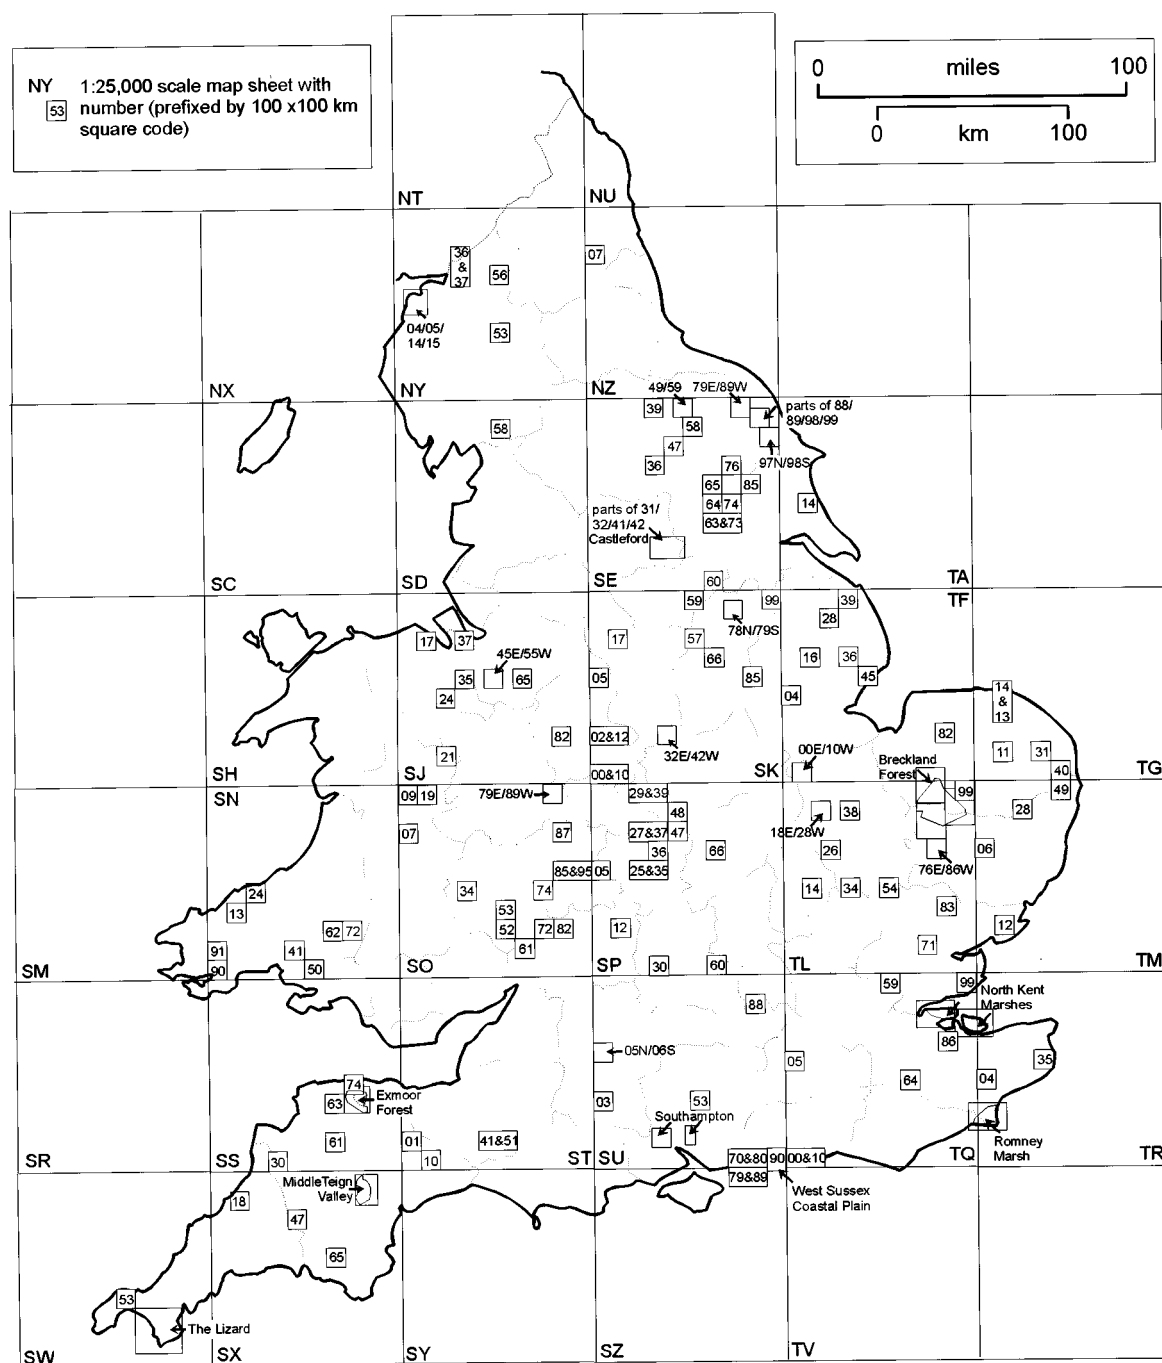 NY 1:25,000 scale map sheet with
53 number (prefixed by 100 x100 km
square code)
0 miles 100
0 km 100
NT NU
36
&
37
56
07
04/05/
14/15
53
NX NY NZ
49/59 79E/89W
39
parts of 88/
89/98/99
58 58
47
97N/98S
36 76
65 85
64 74
14
63&73
parts of 31/
32/41/42
Castleford
SC SD SE TA
60
TF
59 99 39
78N/79S
28
17 37 17 57
45E/55W
66 16 36
35 65 05 85 45
24 04
14
&
13
82 02&12 82
32E/42W
21
00E/10W
11 31
Breckland
Forest
40
SH SJ 00&10 SK TG
SN
09 19 79E/89W 29&39 99 49
48 18E/28W 38 28
07 87 27&37 47
36 66 26 06
76E/86W
85&95 05 25&35
24 34 74 14 34 54
13 53 83
62 72 52 72 82 12 12
91 41 61 71
90 50
SM SO SP 30 60 TL TM
59 99
North Kent
Marshes
88
86
05N/06S
05 35
74
Exmoor
Forest
63
64 04
03 53
Southampton
61 01 41&51
Romney
Marsh
SR SS 30 10 ST SU 70&80 90 00&10 TQ TR
Middle Teign
Valley
79&89
West Sussex
Coastal Plain
18
47
65
53
The Lizard
SW SX SY SZ TV